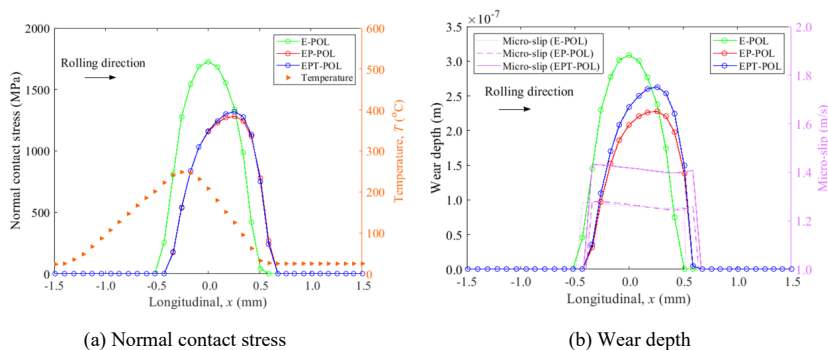 2000
1500
1000
500
0
Normal contact stress (MPa)
-1.5 -1.0 -0.5 0.0 0.5 1.0 1.5
Longitudinal, x (mm)
600
500
400
300
200
100
0
Temperature, T (°C)
Rolling direction
E-POL
EP-POL
EPT-POL
Temperature
(a) Normal contact stress
3.5 ×10⁻⁷
3.0
2.5
2.0
1.5
1.0
0.5
0.0
Wear depth (m)
-1.5 -1.0 -0.5 0.0 0.5 1.0 1.5
Longitudinal, x (mm)
2.0
1.8
1.6
1.4
1.2
1.0
Micro-slip (m/s)
Micro-slip (E-POL)
Micro-slip (EP-POL)
Micro-slip (EPT-POL)
E-POL
EP-POL
EPT-POL
Rolling direction
(b) Wear depth